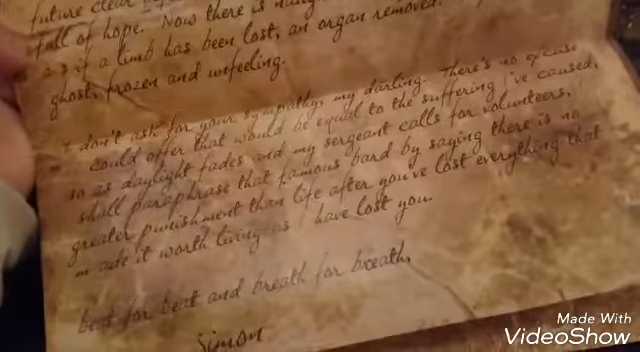 future clear
full of hope. Now there is
as if a limb has been lost, an organ removed.
ghost, frozen and unfeeling.
I don't ask for your sympathy, my darling. There's no excuse
could offer that would be equal to the suffering I've caused,
so as daylight fades and my sergeant calls for volunteers, I
shall paraphrase that famous bard by saying there is no
greater punishment than life after you've lost everything that
made it worth living as I have lost you.
beat for beat and breath for breath,
Simon
Made With
VideoShow